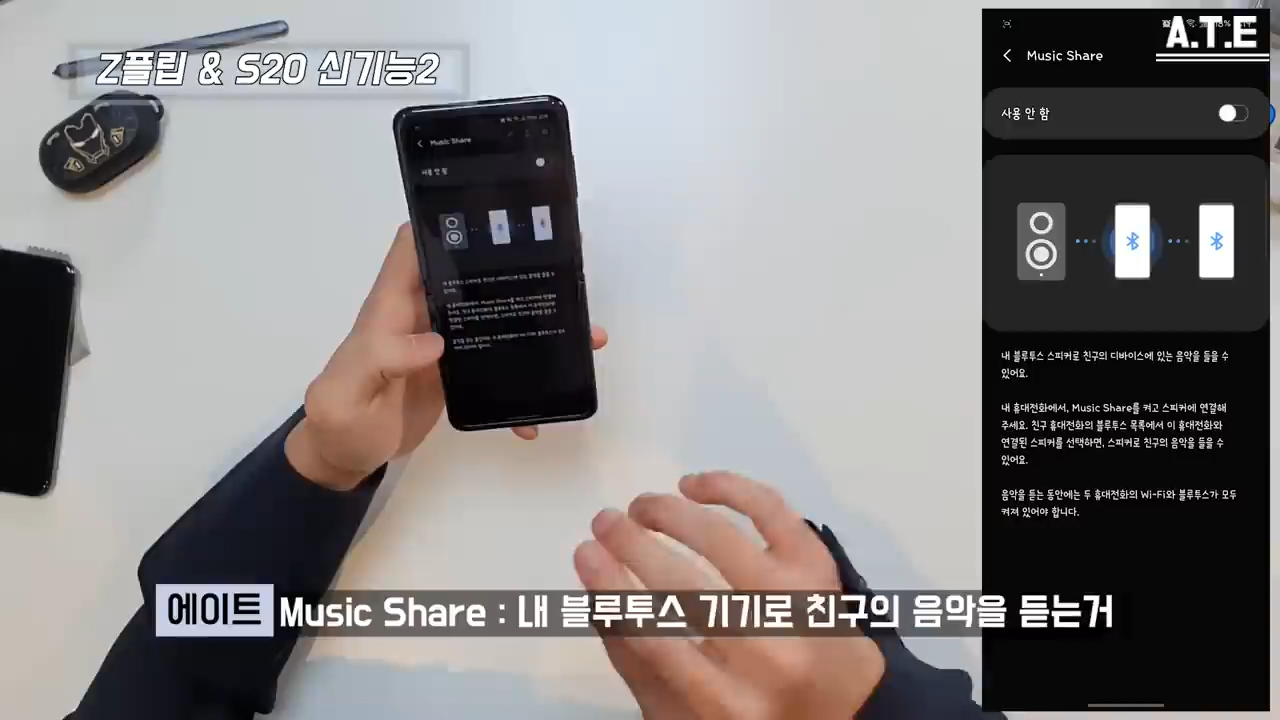 Z플립 & S20 신기능2
A.T.E
Music Share
사용 안 함
내 블루투스 스피커로 친구의 디바이스에 있는 음악을 들을 수
있어요.
내 휴대전화에서, Music Share를 켜고 스피커에 연결해
주세요. 친구 휴대전화의 블루투스 목록에서 이 휴대전화와
연결된 스피커를 선택하면, 스피커로 친구의 음악을 들을 수
있어요.
음악을 듣는 동안에는 두 휴대전화의 Wi-Fi와 블루투스가 모두
켜져 있어야 합니다.
Music Share
사용 안 함
에이트 Music Share : 내 블루투스 기기로 친구의 음악을 듣는거